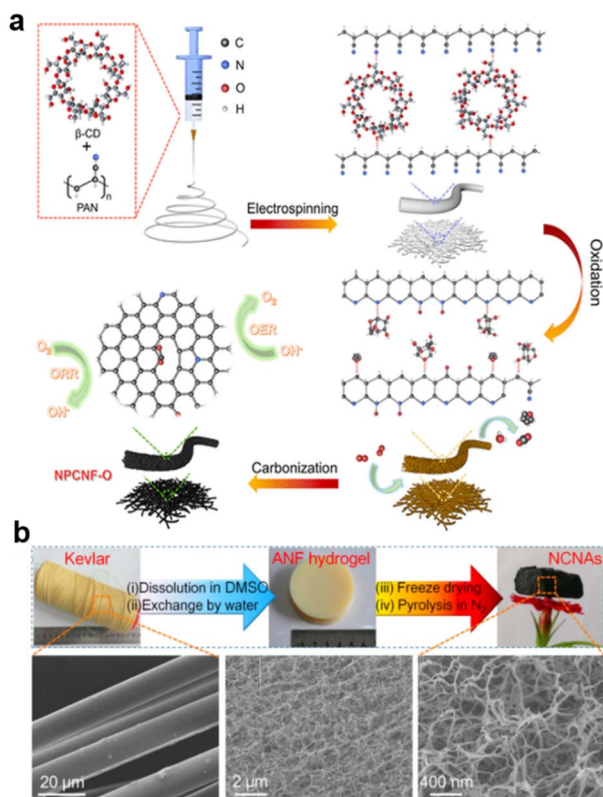 a
C
N
O
H
β-CD
+
PAN
n
Electrospinning
Oxidation
O₂
OER
OH⁻
O₂
ORR
OH⁻
NPCNF-O
Carbonization
b
Kevlar
(i)Dissolution in DMSO
(ii)Exchange by water
ANF hydrogel
(iii) Freeze drying
(iv) Pyrolysis in N₂
NCNAs
20 μm
2 μm
400 nm